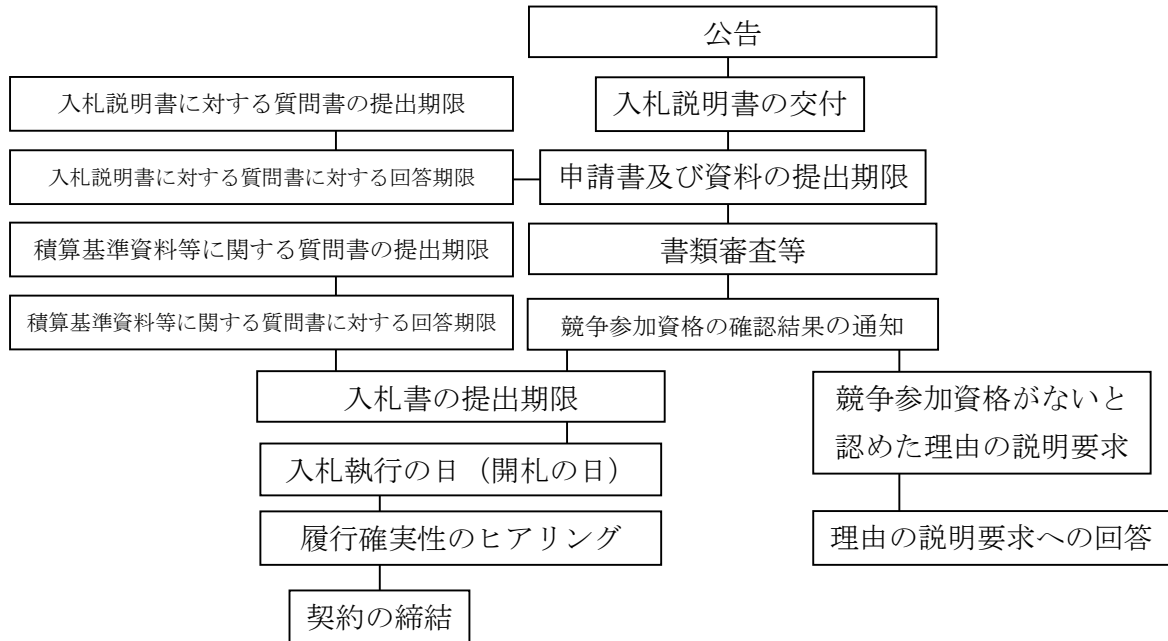 公告
入札説明書に対する質問書の提出期限
入札説明書の交付
入札説明書に対する質問書に対する回答期限
申請書及び資料の提出期限
積算基準資料等に関する質問書の提出期限
書類審査等
積算基準資料等に関する質問書に対する回答期限
競争参加資格の確認結果の通知
入札書の提出期限
競争参加資格がないと
認めた理由の説明要求
入札執行の日（開札の日）
履行確実性のヒアリング
理由の説明要求への回答
契約の締結